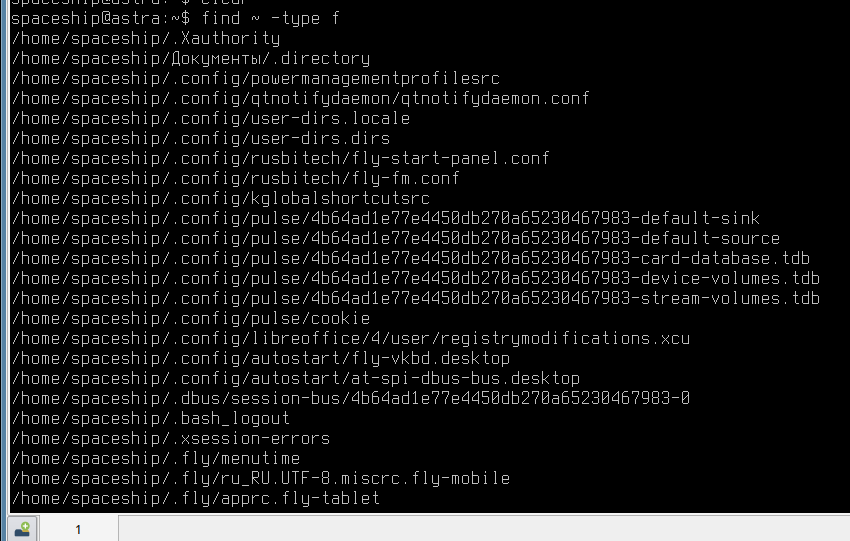 spaceship@astra:~$ find ~ -type f
/home/spaceship/.Xauthority
/home/spaceship/Документы/.directory
/home/spaceship/.config/powermanagementprofilesrc
/home/spaceship/.config/qtnotifydaemon/qtnotifydaemon.conf
/home/spaceship/.config/user-dirs.locale
/home/spaceship/.config/user-dirs.dirs
/home/spaceship/.config/rusbitech/fly-start-panel.conf
/home/spaceship/.config/rusbitech/fly-fm.conf
/home/spaceship/.config/kglobalshortcutsrc
/home/spaceship/.config/pulse/4b64ad1e77e4450db270a65230467983-default-sink
/home/spaceship/.config/pulse/4b64ad1e77e4450db270a65230467983-default-source
/home/spaceship/.config/pulse/4b64ad1e77e4450db270a65230467983-card-database.tdb
/home/spaceship/.config/pulse/4b64ad1e77e4450db270a65230467983-device-volumes.tdb
/home/spaceship/.config/pulse/4b64ad1e77e4450db270a65230467983-stream-volumes.tdb
/home/spaceship/.config/pulse/cookie
/home/spaceship/.config/libreoffice/4/user/registrymodifications.xcu
/home/spaceship/.config/autostart/fly-vkbd.desktop
/home/spaceship/.config/autostart/at-spi-dbus-bus.desktop
/home/spaceship/.dbus/session-bus/4b64ad1e77e4450db270a65230467983-0
/home/spaceship/.bash_logout
/home/spaceship/.xsession-errors
/home/spaceship/.fly/menutime
/home/spaceship/.fly/ru_RU.UTF-8.miscrc.fly-mobile
/home/spaceship/.fly/apprc.fly-tablet
1